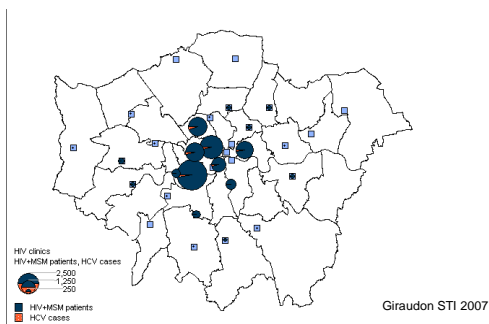 HIV clinics
HIV+MSM patients, HCV cases
2,500
1,250
250
HIV+MSM patients
HCV cases
Giraudon STI 2007